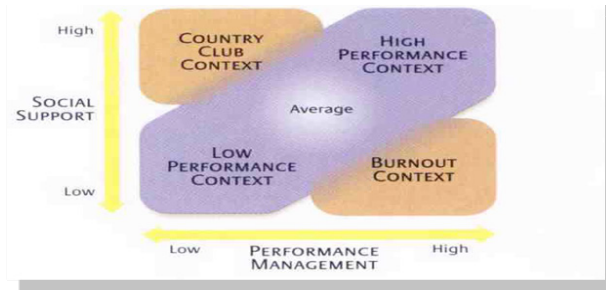 High
COUNTRY
CLUB
CONTEXT
HIGH
PERFORMANCE
CONTEXT
SOCIAL
SUPPORT
Average
LOW
PERFORMANCE
CONTEXT
BURNOUT
CONTEXT
Low
Low
PERFORMANCE
MANAGEMENT
High